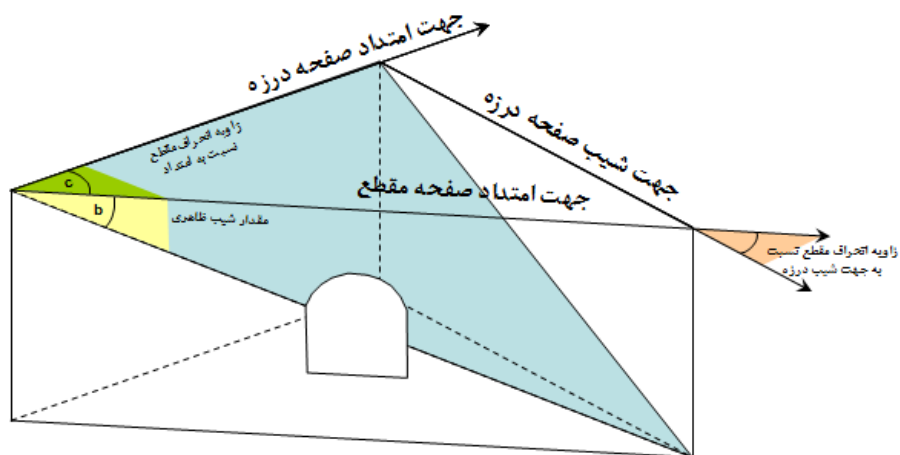 جهت امتداد صفحه درزه
جهت شیب صفحه درزه
زاویه انحراف مقطع
نسبت به امتداد
c
جهت امتداد صفحه مقطع
b
مقدار شیب ظاهری
زاویه انحراف مقطع نسبت
به جهت شیب درزه